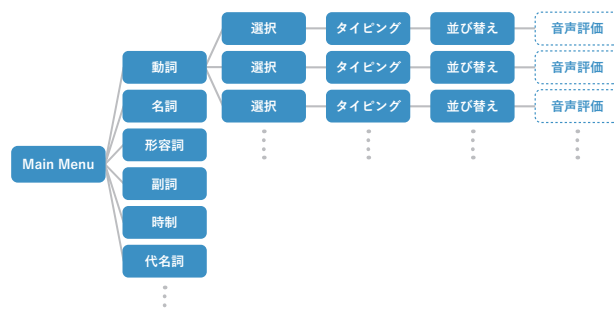 選択 タイピング 並び替え 音声評価
動詞 選択 タイピング 並び替え 音声評価
名詞 選択 タイピング 並び替え 音声評価
形容詞
Main Menu
副詞
時制
代名詞